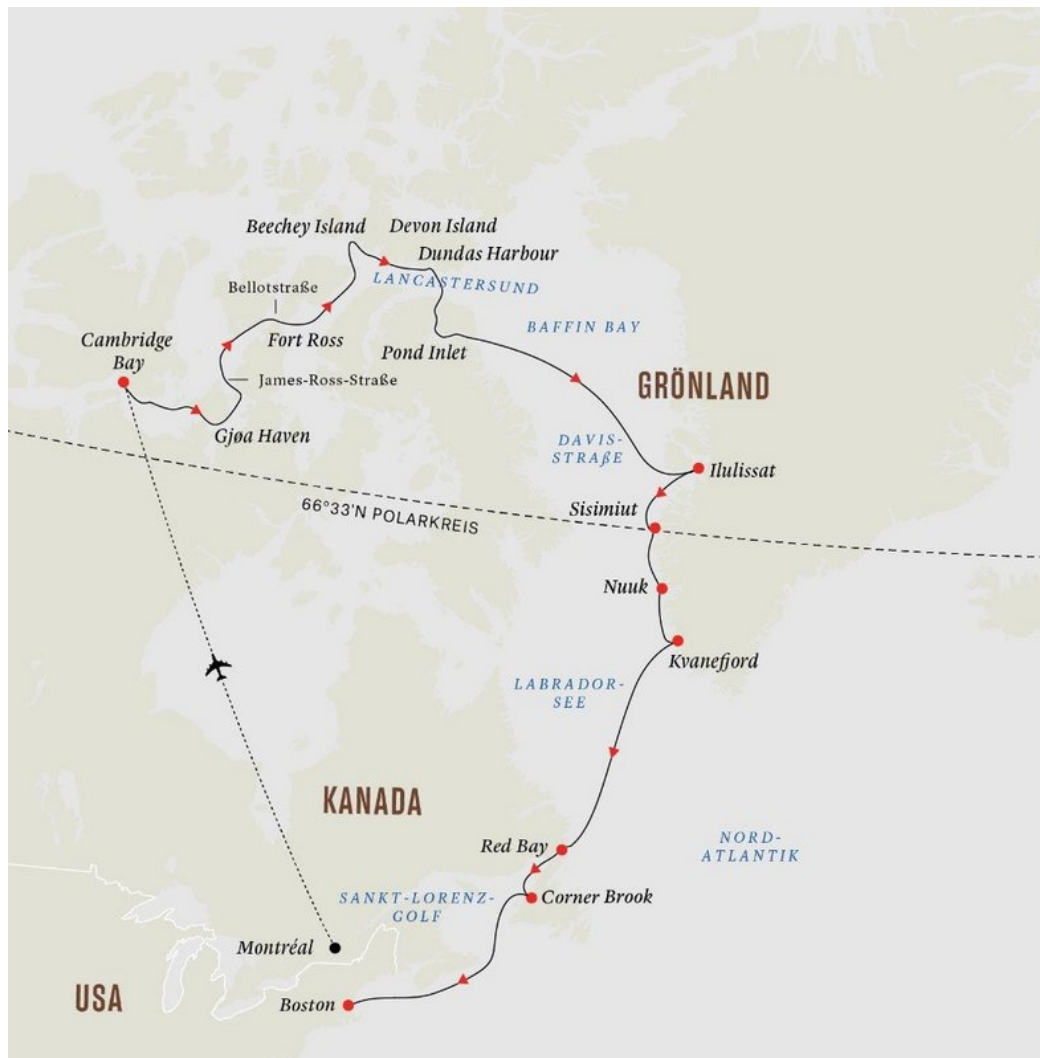 Beechey Island
Devon Island
Dundas Harbour
LANCASTERSUND
Bellotstraße
BAFFIN BAY
Cambridge
Bay
Fort Ross
Pond Inlet
James-Ross-Straße
GRÖNLAND
Gjøa Haven
DAVIS-
STRAßE
Ilulissat
Sisimiut
66°33'N POLARKREIS
Nuuk
Kvanefjord
LABRADOR-
SEE
KANADA
Red Bay
NORD-
ATLANTIK
SANKT-LORENZ-
GOLF
Corner Brook
Montréal
USA
Boston